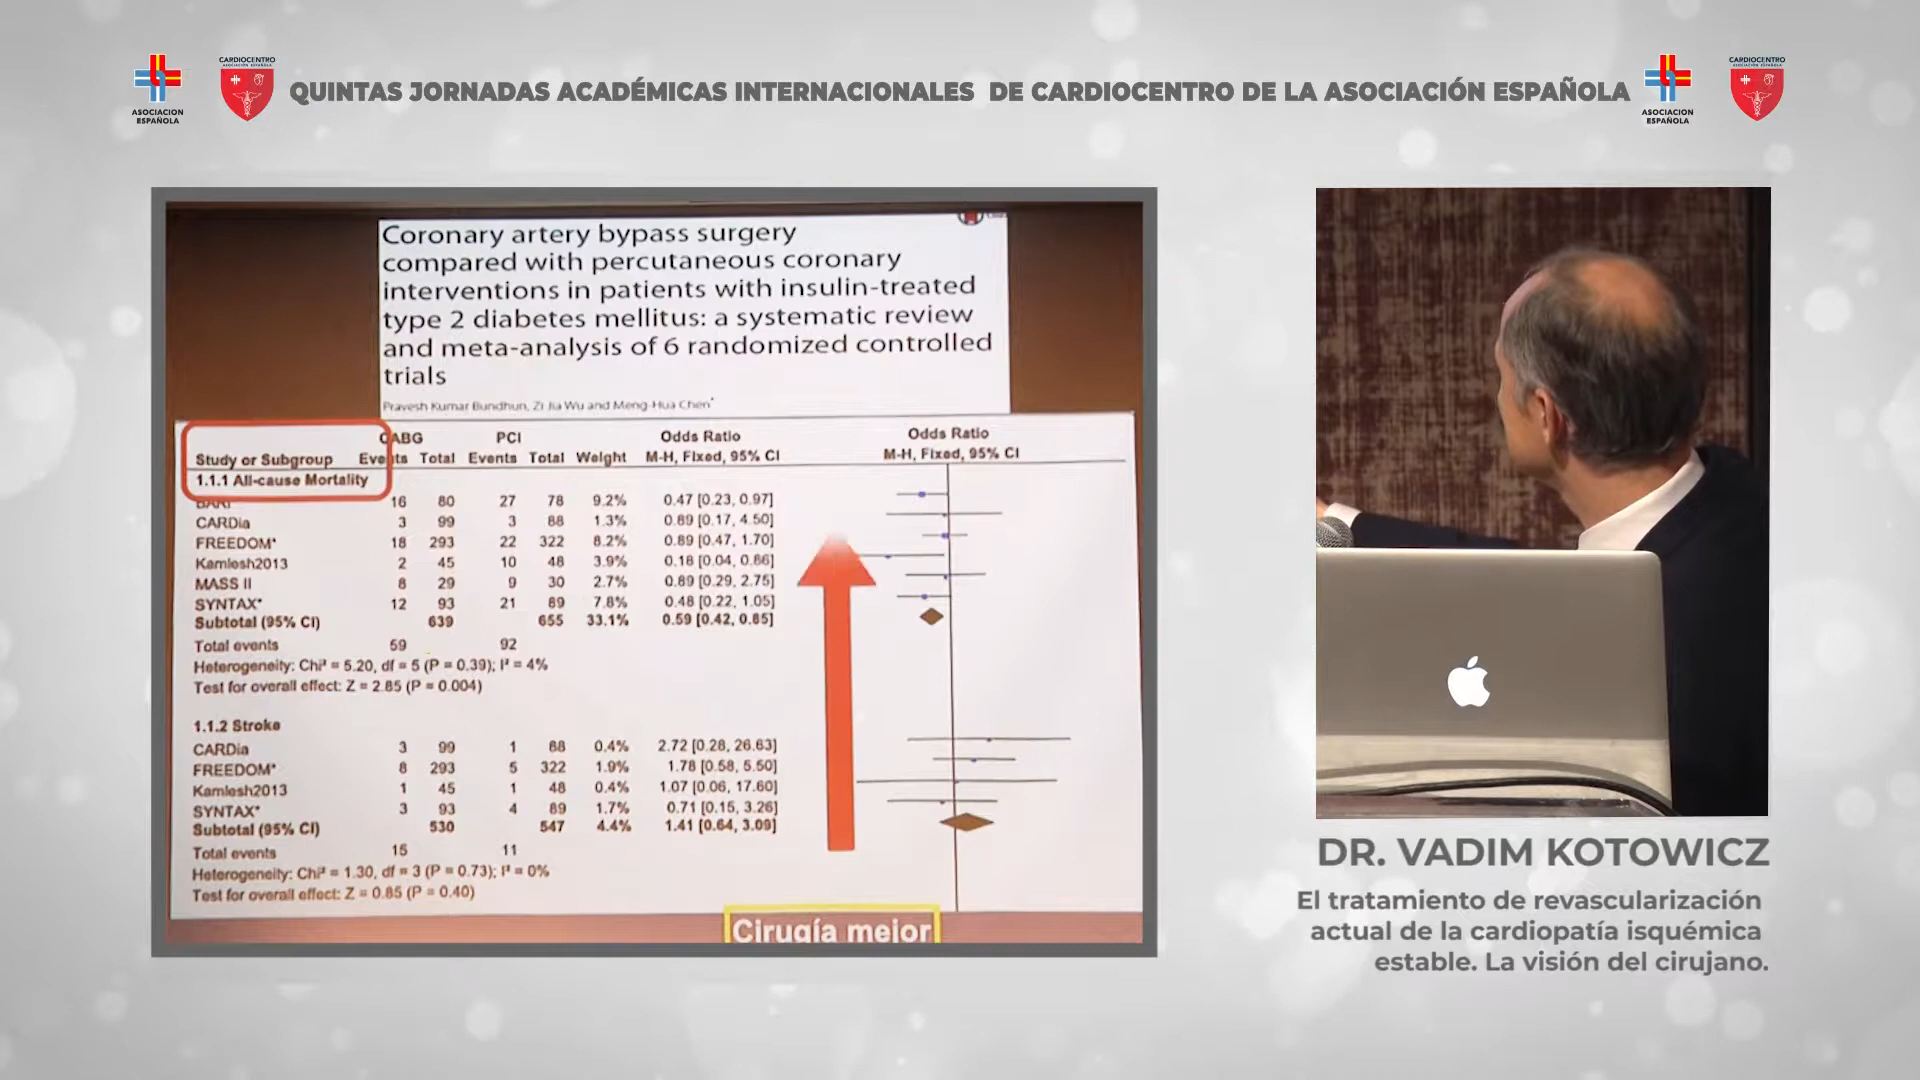 QUINTAS JORNADAS ACADÉMICAS INTERNACIONALES DE CARDIOCENTRO DE LA ASOCIACIÓN ESPAÑOLA
ASOCIACION
ESPAÑOLA
CARDIOCENTRO
ASOCIACIÓN ESPAÑOLA
ASOCIACION
ESPAÑOLA
CARDIOCENTRO
ASOCIACIÓN ESPAÑOLA
Coronary artery bypass surgery
compared with percutaneous coronary
interventions in patients with insulin-treated
type 2 diabetes mellitus: a systematic review
and meta-analysis of 6 randomized controlled
trials
Pravesh Kumar Bundhun, Zi Jia Wu and Meng-Hua Chen*
CABG PCI Odds Ratio Odds Ratio
Study or Subgroup Events Total Events Total Weight M-H, Fixed, 95% CI M-H, Fixed, 95% CI
1.1.1 All-cause Mortality
BARI 16 80 27 78 9.2% 0.47 [0.23, 0.97]
CARDia 3 99 3 88 1.3% 0.89 [0.17, 4.50]
FREEDOM* 18 293 22 322 8.2% 0.89 [0.47, 1.70]
Kamlesh2013 2 45 10 48 3.9% 0.18 [0.04, 0.86]
MASS II 8 29 9 30 2.7% 0.89 [0.29, 2.75]
SYNTAX* 12 93 21 89 7.8% 0.48 [0.22, 1.05]
Subtotal (95% CI) 639 655 33.1% 0.59 [0.42, 0.85]
Total events 59 92
Heterogeneity: Chi² = 5.20, df = 5 (P = 0.39); I² = 4%
Test for overall effect: Z = 2.85 (P = 0.004)
1.1.2 Stroke
CARDia 3 99 1 88 0.4% 2.72 [0.28, 26.63]
FREEDOM* 8 293 5 322 1.9% 1.78 [0.58, 5.50]
Kamlesh2013 1 45 1 48 0.4% 1.07 [0.06, 17.60]
SYNTAX* 3 93 4 89 1.7% 0.71 [0.15, 3.26]
Subtotal (95% CI) 530 547 4.4% 1.41 [0.64, 3.09]
Total events 15 11
Heterogeneity: Chi² = 1.30, df = 3 (P = 0.73); I² = 0%
Test for overall effect: Z = 0.85 (P = 0.40)
Cirugía mejor
DR. VADIM KOTOWICZ
El tratamiento de revascularización
actual de la cardiopatía isquémica
estable. La visión del cirujano.